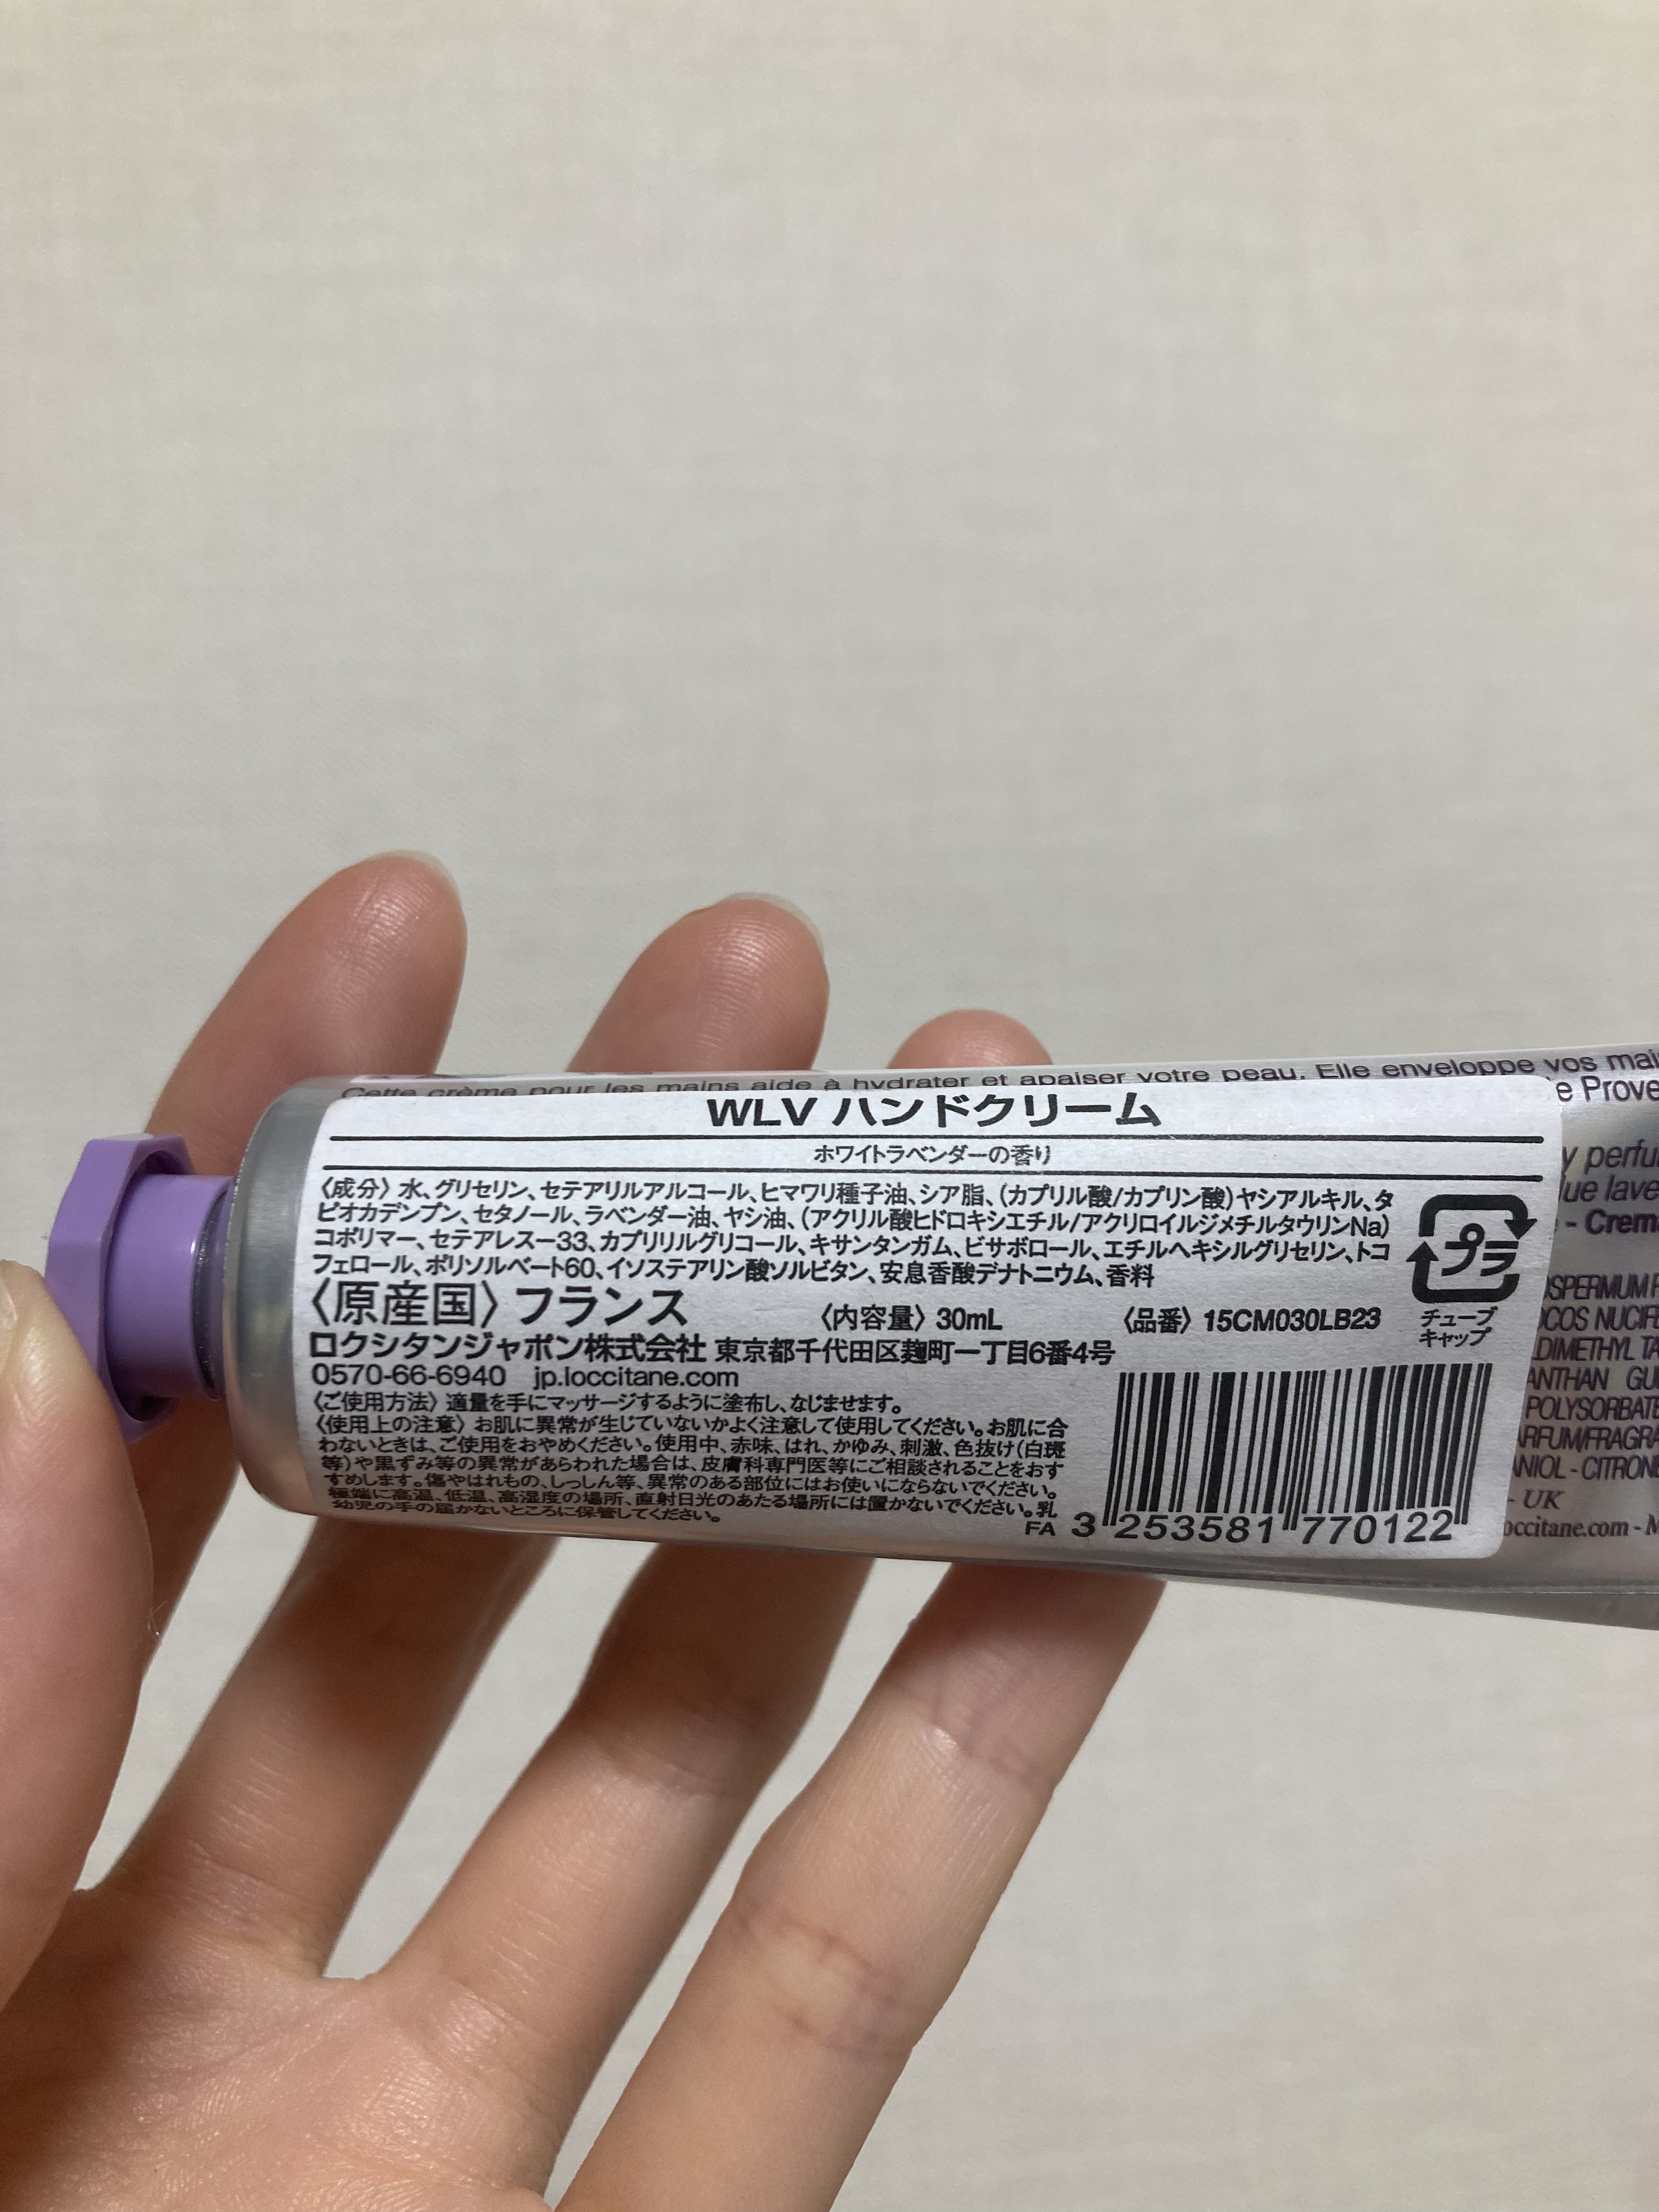 Cette crème pour les mains aide à hydrater et apaiser votre peau. Elle enveloppe vos
WLV ハンドクリーム
ホワイトラベンダーの香り
〈成分〉水、グリセリン、セテアリルアルコール、ヒマワリ種子油、シア脂、(カプリル酸/カプリン酸)ヤシアルキル、タ
ピオカデンプン、セタノール、ラベンダー油、ヤシ油、(アクリル酸ヒドロキシエチル/アクリロイルジメチルタウリンNa)
コポリマー、セテアレス-33、カプリリルグリコール、キサンタンガム、ビサボロール、エチルヘキシルグリセリン、トコ
フェロール、ポリソルベート60、イソステアリン酸ソルビタン、安息香酸デナトニウム、香料
プラ
チューブ
キャップ
〈原産国〉フランス 〈内容量〉30mL 〈品番〉15CM030LB23
ロクシタンジャポン株式会社 東京都千代田区麹町一丁目6番4号
0570-66-6940 jp.loccitane.com
〈ご使用方法〉適量を手にマッサージするように塗布し、なじませます。
〈使用上の注意〉お肌に異常が生じていないかよく注意して使用してください。お肌に合
わないときは、ご使用をおやめください。使用中、赤味、はれ、かゆみ、刺激、色抜け(白斑
等)や黒ずみ等の異常があらわれた場合は、皮膚科専門医等にご相談されることをおす
すめします。傷やはれもの、しっしん等、異常のある部位にはお使いにならないでください。
極端に高温、低温、高湿度の場所、直射日光のあたる場所には置かないでください。乳
幼児の手の届かないところに保管してください。
FA 3 253581 770122
- Crem
DIMETHYL
POLYSORBATE
- UK
occitane.com -